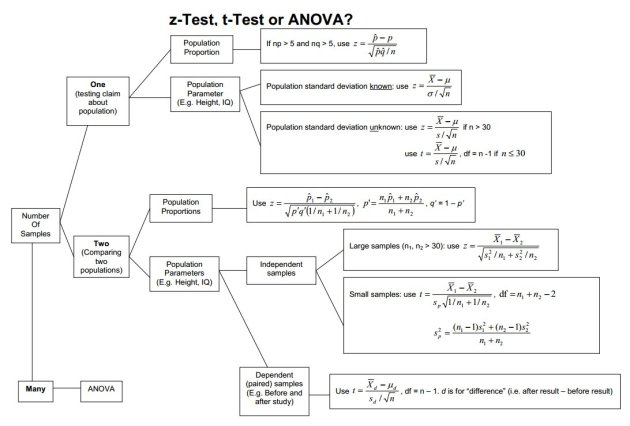 z-Test, t-Test or ANOVA?
Population
Proportion
If np > 5 and nq > 5, use z = (p̂ − p) / √(p̂q̂ / n)
One
(testing claim
about
population)
Population
Parameter
(E.g. Height, IQ)
Population standard deviation known: use z = (X̄ − μ) / (σ / √n)
Population standard deviation unknown: use z = (X̄ − μ) / (s / √n) if n > 30
use t = (X̄ − μ) / (s / √n), df = n -1 if n ≤ 30
Number
Of
Samples
Population
Proportions
Use z = (p̂₁ − p̂₂) / √(p′q′(1/n₁ + 1/n₂)), p′ = (n₁p̂₁ + n₂p̂₂) / (n₁ + n₂), q′ = 1 – p′
Two
(Comparing
two
populations)
Population
Parameters
(E.g. Height, IQ)
Independent
samples
Large samples (n₁, n₂ > 30): use z = (X̄₁ − X̄₂) / √(s₁² / n₁ + s₂² / n₂)
Small samples: use t = (X̄₁ − X̄₂) / (sₚ√(1/n₁ + 1/n₂)), df = n₁ + n₂ − 2
sₚ² = ((n₁ − 1)s₁² + (n₂ − 1)s₂²) / (n₁ + n₂)
Dependent
(paired) samples
(E.g. Before and
after study)
Use t = (X̄_d − μ_d) / (s_d / √n), df = n – 1. d is for "difference" (i.e. after result – before result)
Many
ANOVA